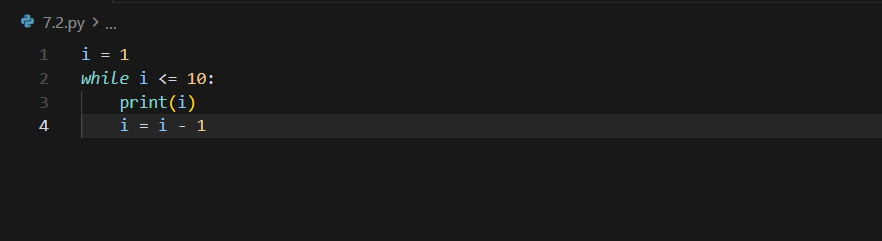 7.2.py > ...
1 i = 1
2 while i <= 10:
3     print(i)
4     i = i - 1